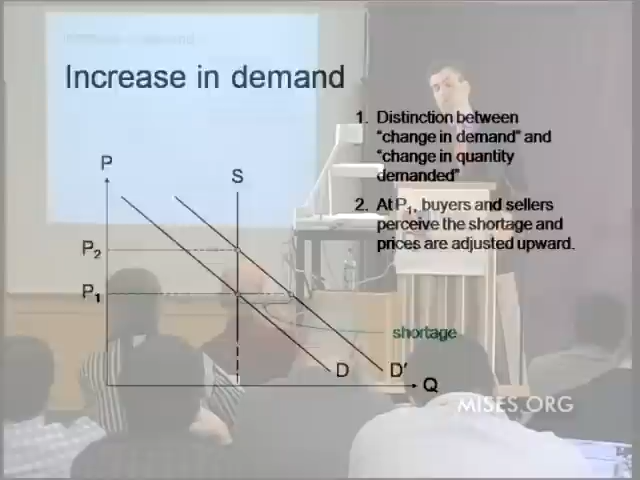 Increase in demand
1. Distinction between
"change in demand" and
"change in quantity
demanded"
2. At P1, buyers and sellers
perceive the shortage and
prices are adjusted upward.
P
S
P2
P1
shortage
D
D'
Q
MISES.ORG